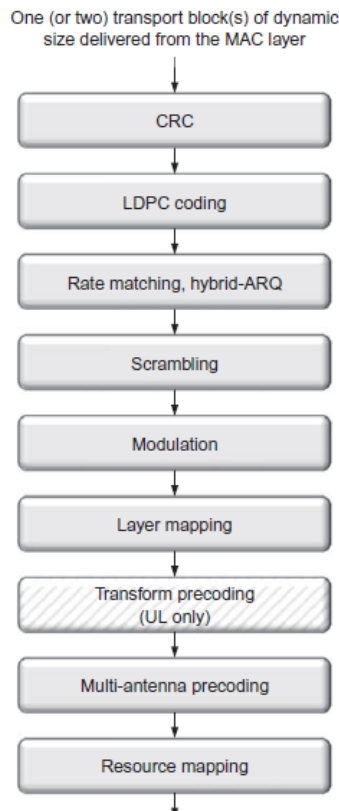 One (or two) transport block(s) of dynamic
size delivered from the MAC layer
CRC
LDPC coding
Rate matching, hybrid-ARQ
Scrambling
Modulation
Layer mapping
Transform precoding
(UL only)
Multi-antenna precoding
Resource mapping